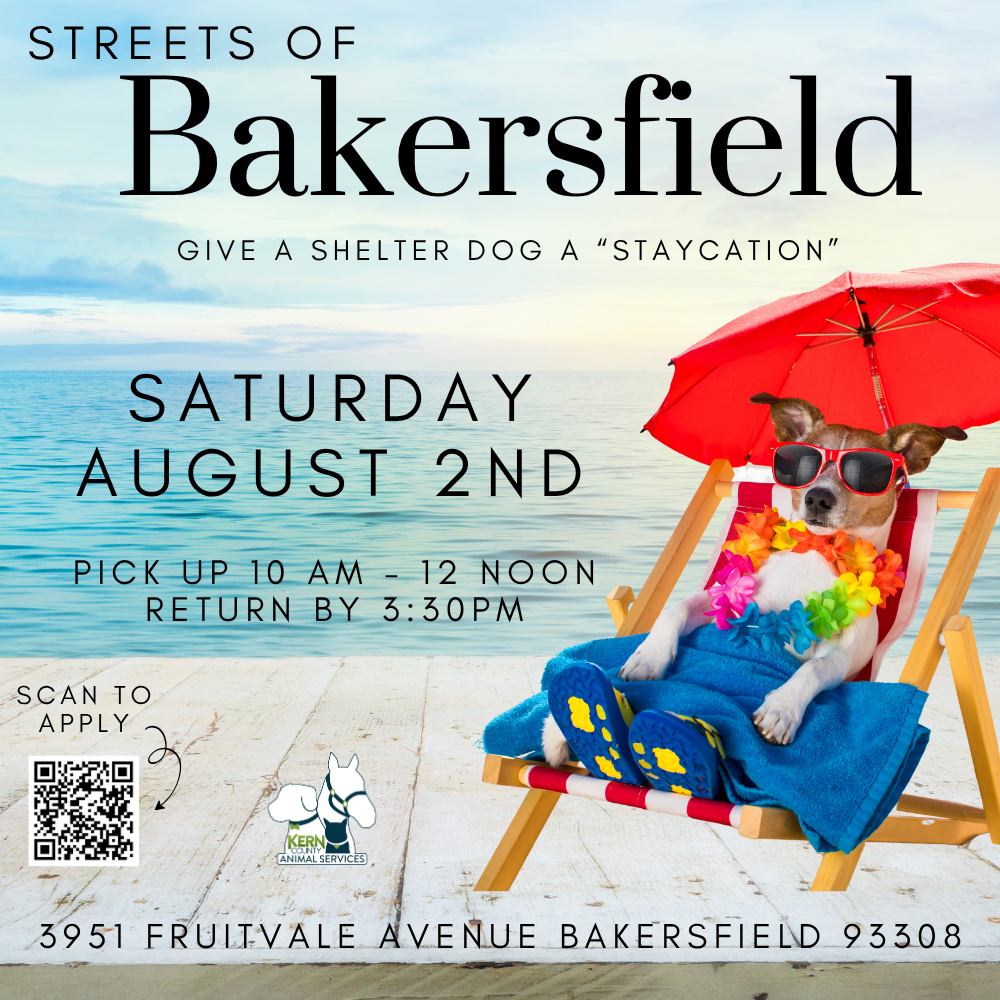 STREETS OF
Bakersfield
GIVE A SHELTER DOG A “STAYCATION”
SATURDAY
AUGUST 2ND
PICK UP 10 AM - 12 NOON
RETURN BY 3:30PM
SCAN TO
APPLY
KERN
COUNTY
ANIMAL SERVICES
3951 FRUITVALE AVENUE BAKERSFIELD 93308